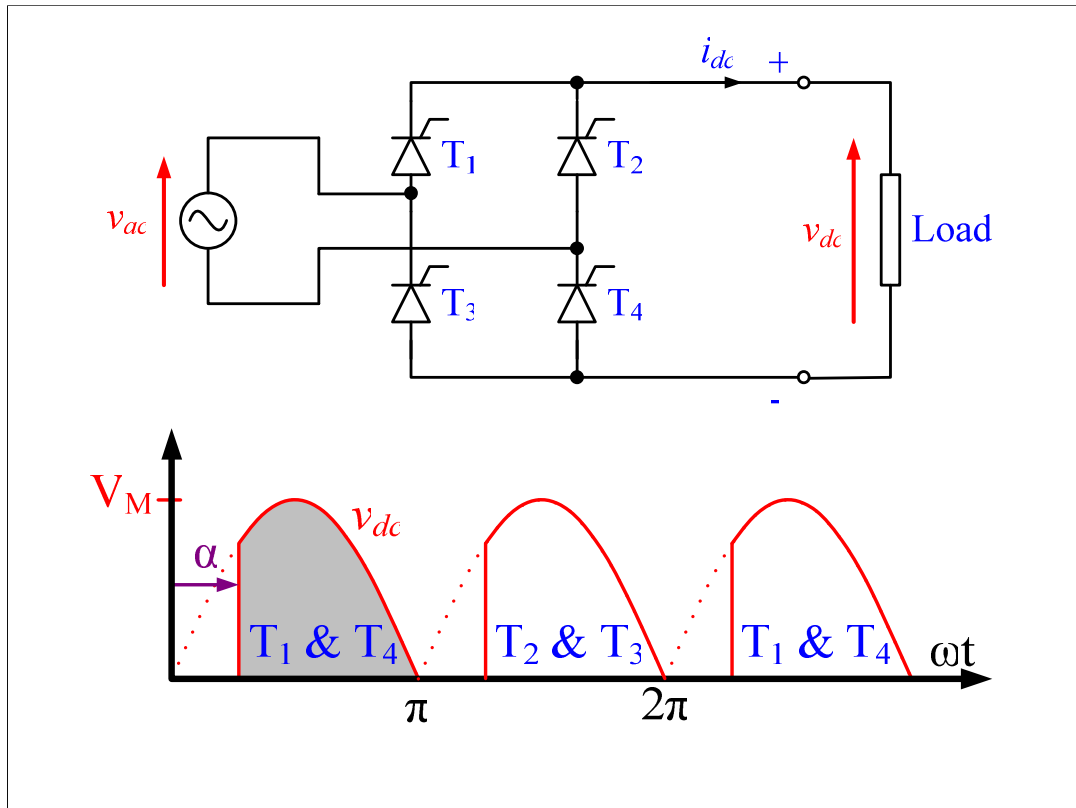 i_dc
+
T1
T2
v_ac
v_dc
Load
T3
T4
-
V_M
v_dc
α
T1 & T4
T2 & T3
T1 & T4
ωt
π
2π